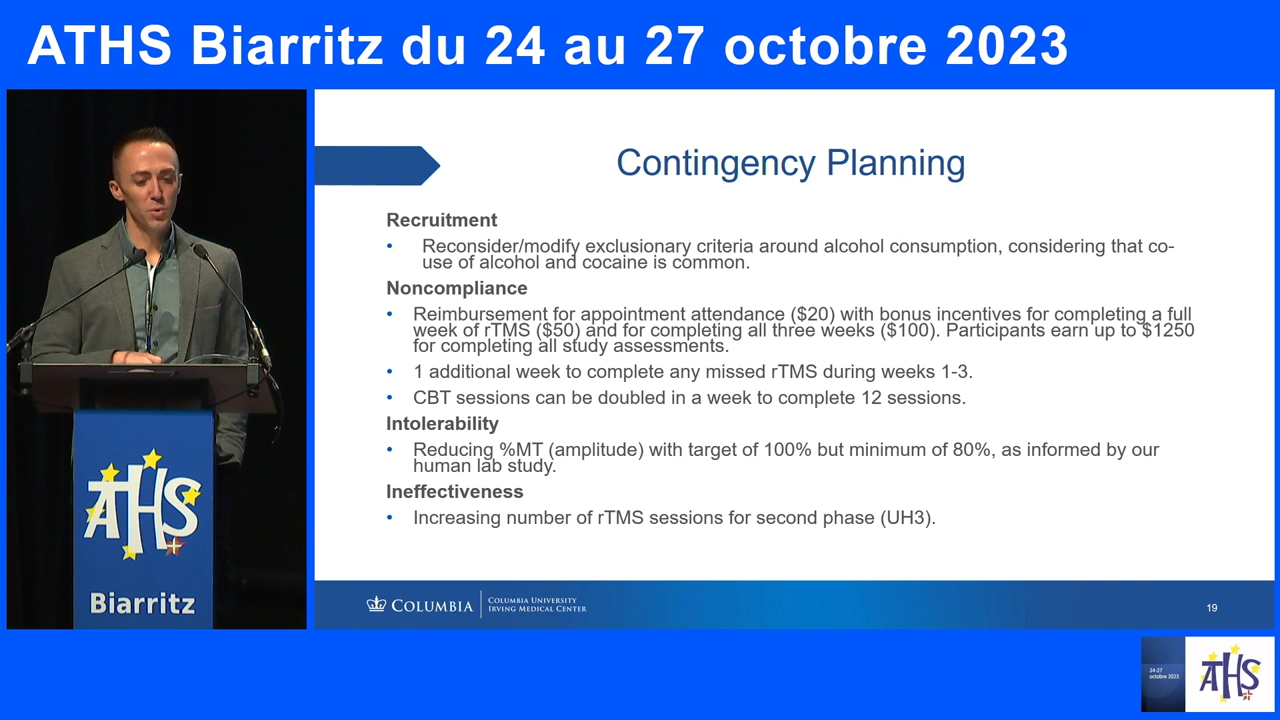 ATHS Biarritz du 24 au 27 octobre 2023
Contingency Planning
Recruitment
• Reconsider/modify exclusionary criteria around alcohol consumption, considering that co-
use of alcohol and cocaine is common.
Noncompliance
• Reimbursement for appointment attendance ($20) with bonus incentives for completing a full
week of rTMS ($50) and for completing all three weeks ($100). Participants earn up to $1250
for completing all study assessments.
• 1 additional week to complete any missed rTMS during weeks 1-3.
• CBT sessions can be doubled in a week to complete 12 sessions.
Intolerability
• Reducing %MT (amplitude) with target of 100% but minimum of 80%, as informed by our
human lab study.
Ineffectiveness
• Increasing number of rTMS sessions for second phase (UH3).
COLUMBIA
COLUMBIA UNIVERSITY
IRVING MEDICAL CENTER
19
ATHS
Biarritz
24-27
octobre 2023
ATHS